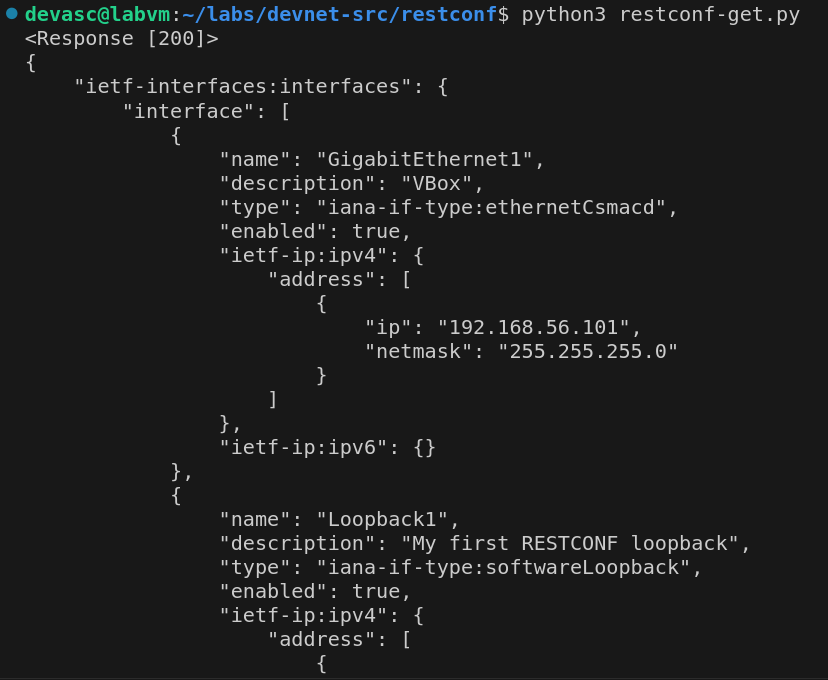 devasc@labvm:~/labs/devnet-src/restconf$ python3 restconf-get.py
<Response [200]>
{
    "ietf-interfaces:interfaces": {
        "interface": [
            {
                "name": "GigabitEthernet1",
                "description": "VBox",
                "type": "iana-if-type:ethernetCsmacd",
                "enabled": true,
                "ietf-ip:ipv4": {
                    "address": [
                        {
                            "ip": "192.168.56.101",
                            "netmask": "255.255.255.0"
                        }
                    ]
                },
                "ietf-ip:ipv6": {}
            },
            {
                "name": "Loopback1",
                "description": "My first RESTCONF loopback",
                "type": "iana-if-type:softwareLoopback",
                "enabled": true,
                "ietf-ip:ipv4": {
                    "address": [
                        {